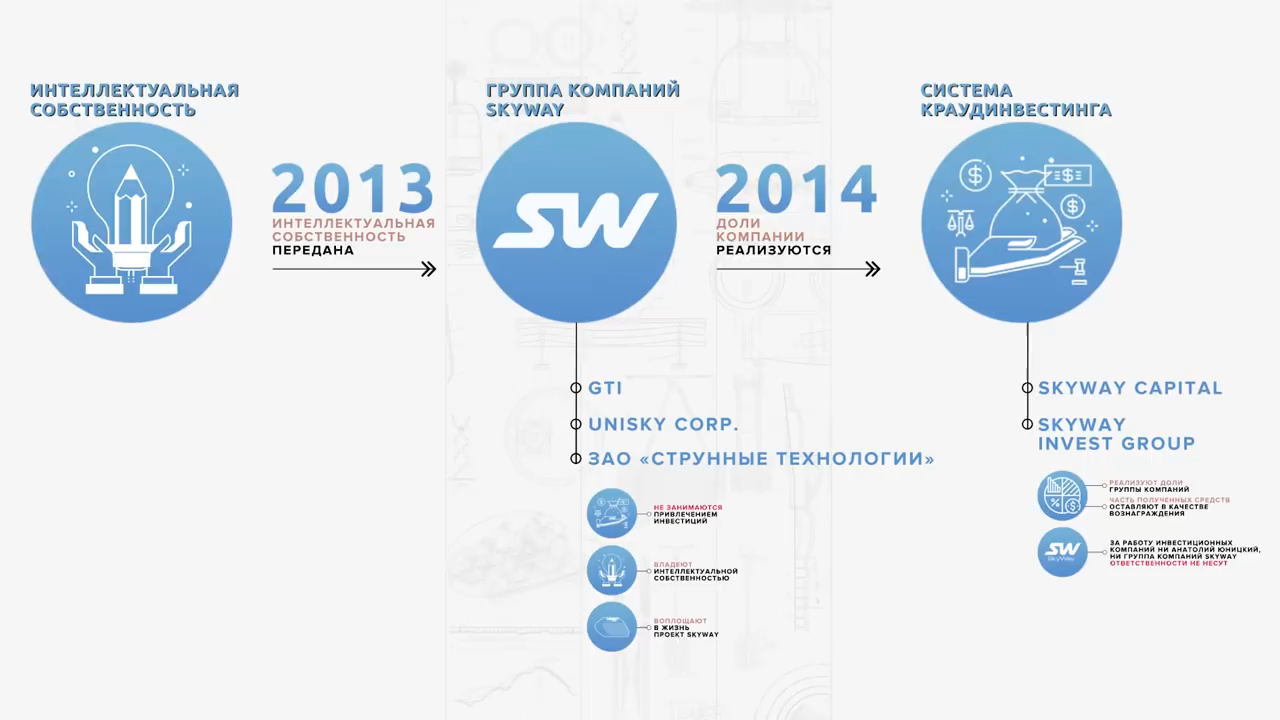 ИНТЕЛЛЕКТУАЛЬНАЯ
СОБСТВЕННОСТЬ
2013
ИНТЕЛЛЕКТУАЛЬНАЯ
СОБСТВЕННОСТЬ
ПЕРЕДАНА
ГРУППА КОМПАНИЙ
SKYWAY
SW
GTI
UNISKY CORP.
ЗАО «СТРУННЫЕ ТЕХНОЛОГИИ»
НЕ ЗАНИМАЮТСЯ
ПРИВЛЕЧЕНИЕМ
ИНВЕСТИЦИЙ
ВЛАДЕЮТ
ИНТЕЛЛЕКТУАЛЬНОЙ
СОБСТВЕННОСТЬЮ
ВОПЛОЩАЮТ
В ЖИЗНЬ
ПРОЕКТ SKYWAY
2014
ДОЛИ
КОМПАНИИ
РЕАЛИЗУЮТСЯ
СИСТЕМА
КРАУДИНВЕСТИНГА
SKYWAY CAPITAL
SKYWAY
INVEST GROUP
РЕАЛИЗУЮТ ДОЛИ
ГРУППЫ КОМПАНИЙ
ЧАСТЬ ПОЛУЧЕННЫХ СРЕДСТВ
ОСТАВЛЯЮТ В КАЧЕСТВЕ
ВОЗНАГРАЖДЕНИЯ
SW
SkyWay
ЗА РАБОТУ ИНВЕСТИЦИОННЫХ
КОМПАНИЙ НИ АНАТОЛИЙ ЮНИЦКИЙ,
НИ ГРУППА КОМПАНИЙ SKYWAY
ОТВЕТСТВЕННОСТИ НЕ НЕСУТ